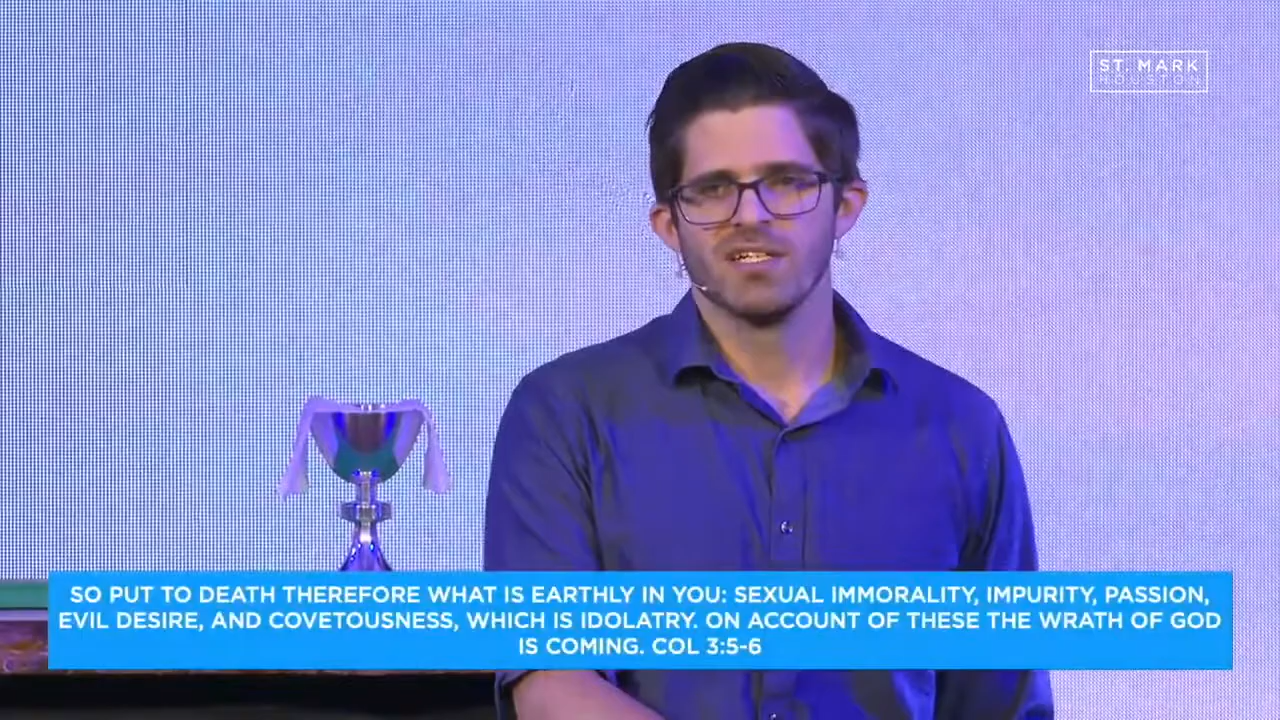 ST. MARK
HOUSTON
SO PUT TO DEATH THEREFORE WHAT IS EARTHLY IN YOU: SEXUAL IMMORALITY, IMPURITY, PASSION,
EVIL DESIRE, AND COVETOUSNESS, WHICH IS IDOLATRY. ON ACCOUNT OF THESE THE WRATH OF GOD
IS COMING. COL 3:5-6